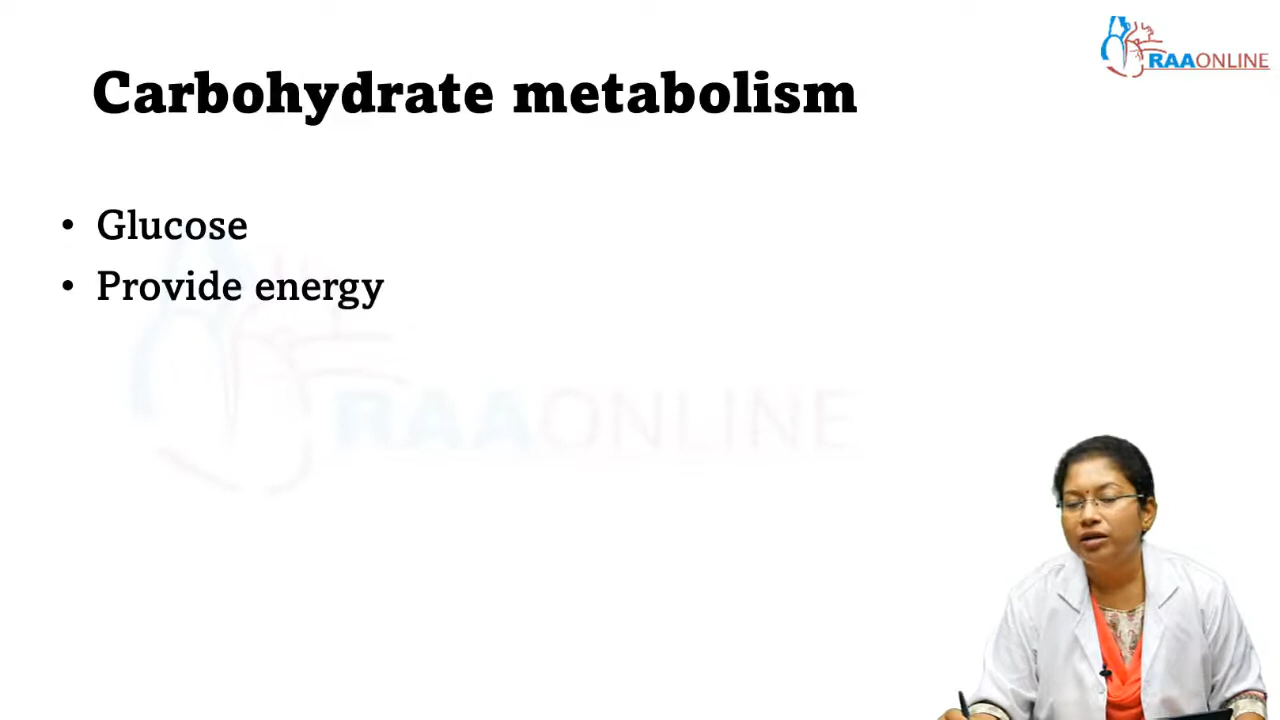 RAAONLINE
Carbohydrate metabolism
• Glucose
• Provide energy
RAAONLINE